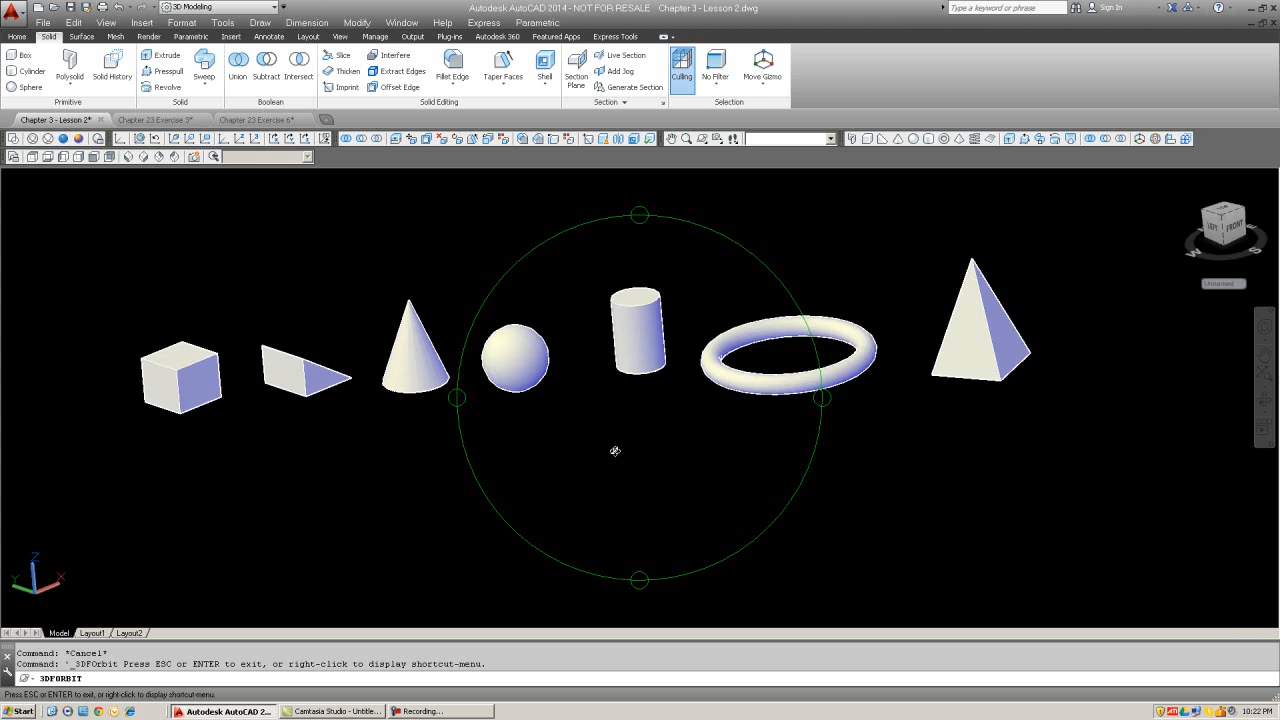 3D Modeling
Autodesk AutoCAD 2014 - NOT FOR RESALE Chapter 3 - Lesson 2.dwg
Type a keyword or phrase
Sign In
File Edit View Insert Format Tools Draw Dimension Modify Window Help Express Parametric
Home Solid Surface Mesh Render Parametric Insert Annotate Layout View Manage Output Plug-ins Autodesk 360 Featured Apps Express Tools
Box
Cylinder
Sphere
Polysolid
Solid History
Extrude
Presspull
Revolve
Sweep
Union
Subtract
Intersect
Slice
Thicken
Imprint
Interfere
Extract Edges
Offset Edge
Fillet Edge
Taper Faces
Shell
Section
Plane
Live Section
Add Jog
Generate Section
Culling
No Filter
Move Gizmo
Primitive
Solid
Boolean
Solid Editing
Section
Selection
Chapter 3 - Lesson 2*
Chapter 23 Exercise 3*
Chapter 23 Exercise 6*
TOP
LEFT
FRONT
W
S
E
Unnamed
Z
Y
X
Model Layout1 Layout2
Command: *Cancel*
Command: '_3DFOrbit Press ESC or ENTER to exit, or right-click to display shortcut-menu.
3DFORBIT
Press ESC or ENTER to exit, or right-click to display shortcut-menu.
Start
Autodesk AutoCAD 2...
Camtasia Studio - Untitle...
Recording...
10:22 PM